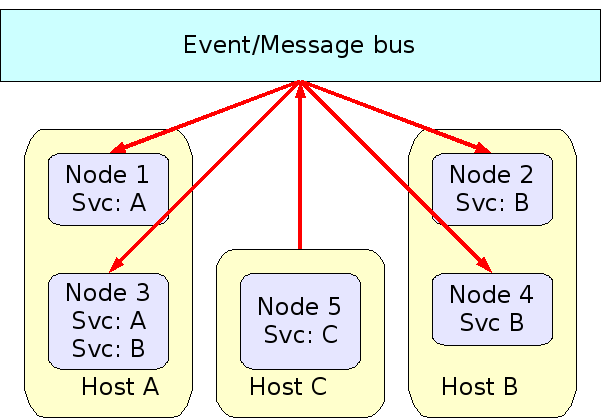 Event/Message bus
Node 1
Svc: A
Node 2
Svc: B
Node 3
Svc: A
Svc: B
Node 5
Svc: C
Node 4
Svc B
Host A
Host C
Host B